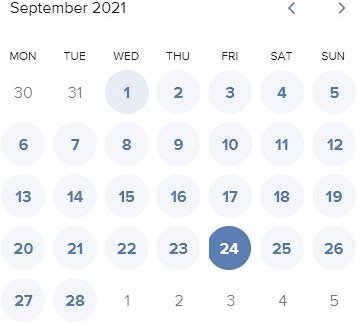 September 2021
MON TUE WED THU FRI SAT SUN
30 31 1 2 3 4 5
6 7 8 9 10 11 12
13 14 15 16 17 18 19
20 21 22 23 24 25 26
27 28 1 2 3 4 5